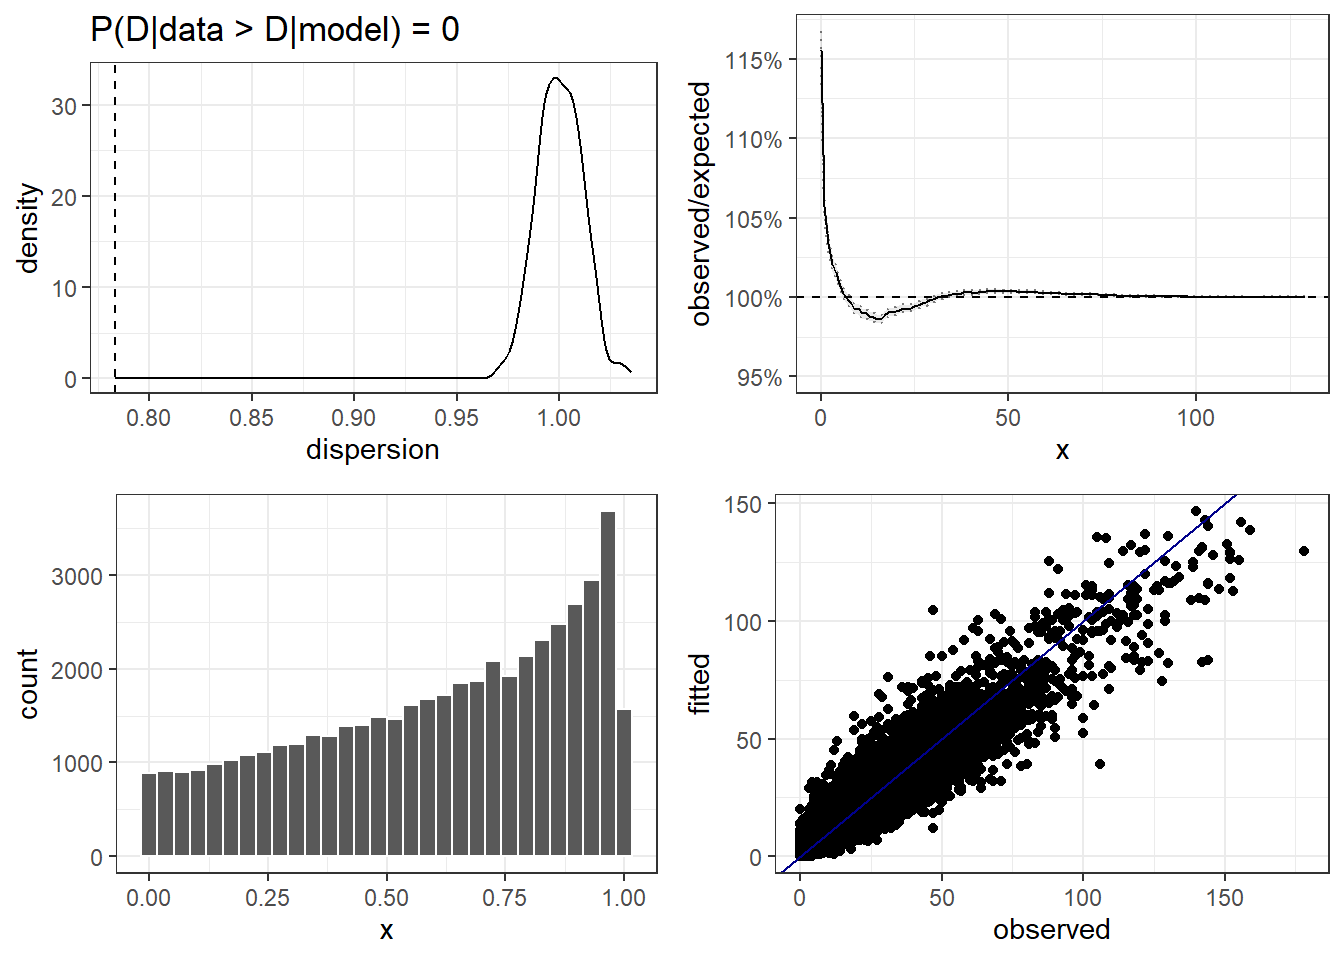 P(D|data > D|model) = 0
density
30
20
10
0
0.80 0.85 0.90 0.95 1.00
dispersion
observed/expected
115%
110%
105%
100%
95%
0 50 100
x
count
3000
2000
1000
0
0.00 0.25 0.50 0.75 1.00
x
fitted
150
100
50
0
0 50 100 150
observed